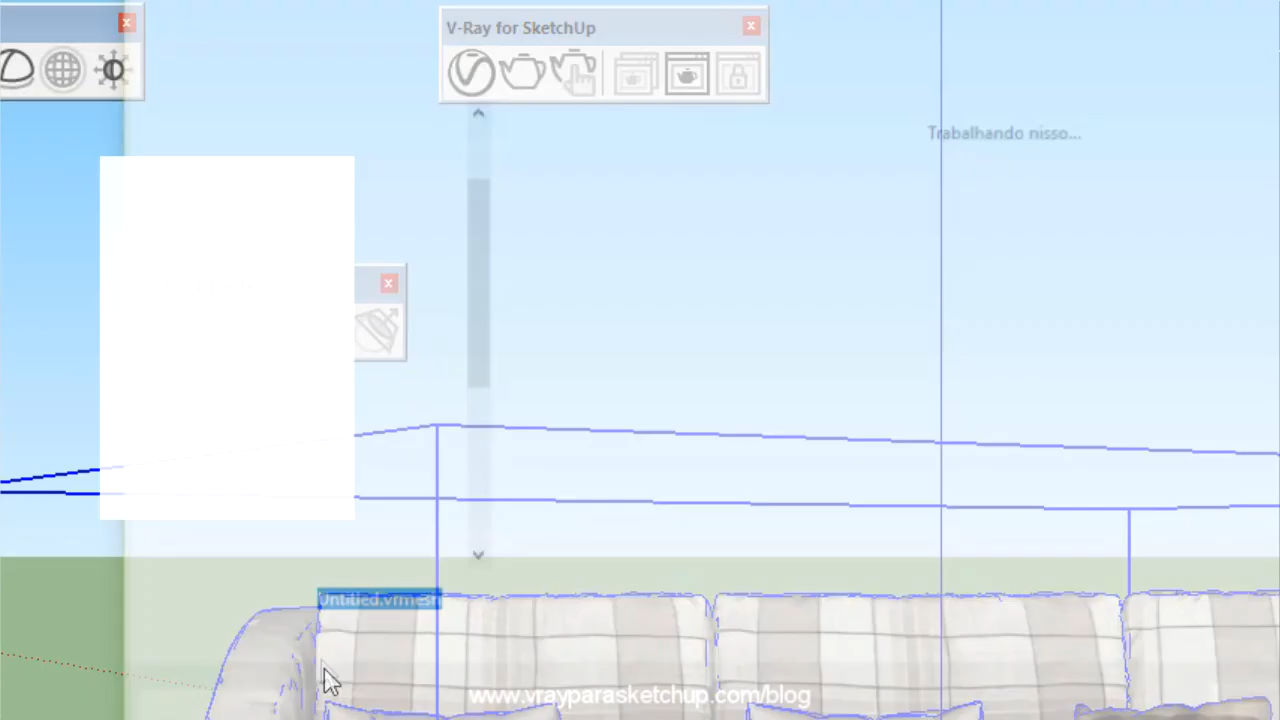 V-Ray for SketchUp
Trabalhando nisso...
Untitled.vrmesh
www.vrayparasketchup.com/blog